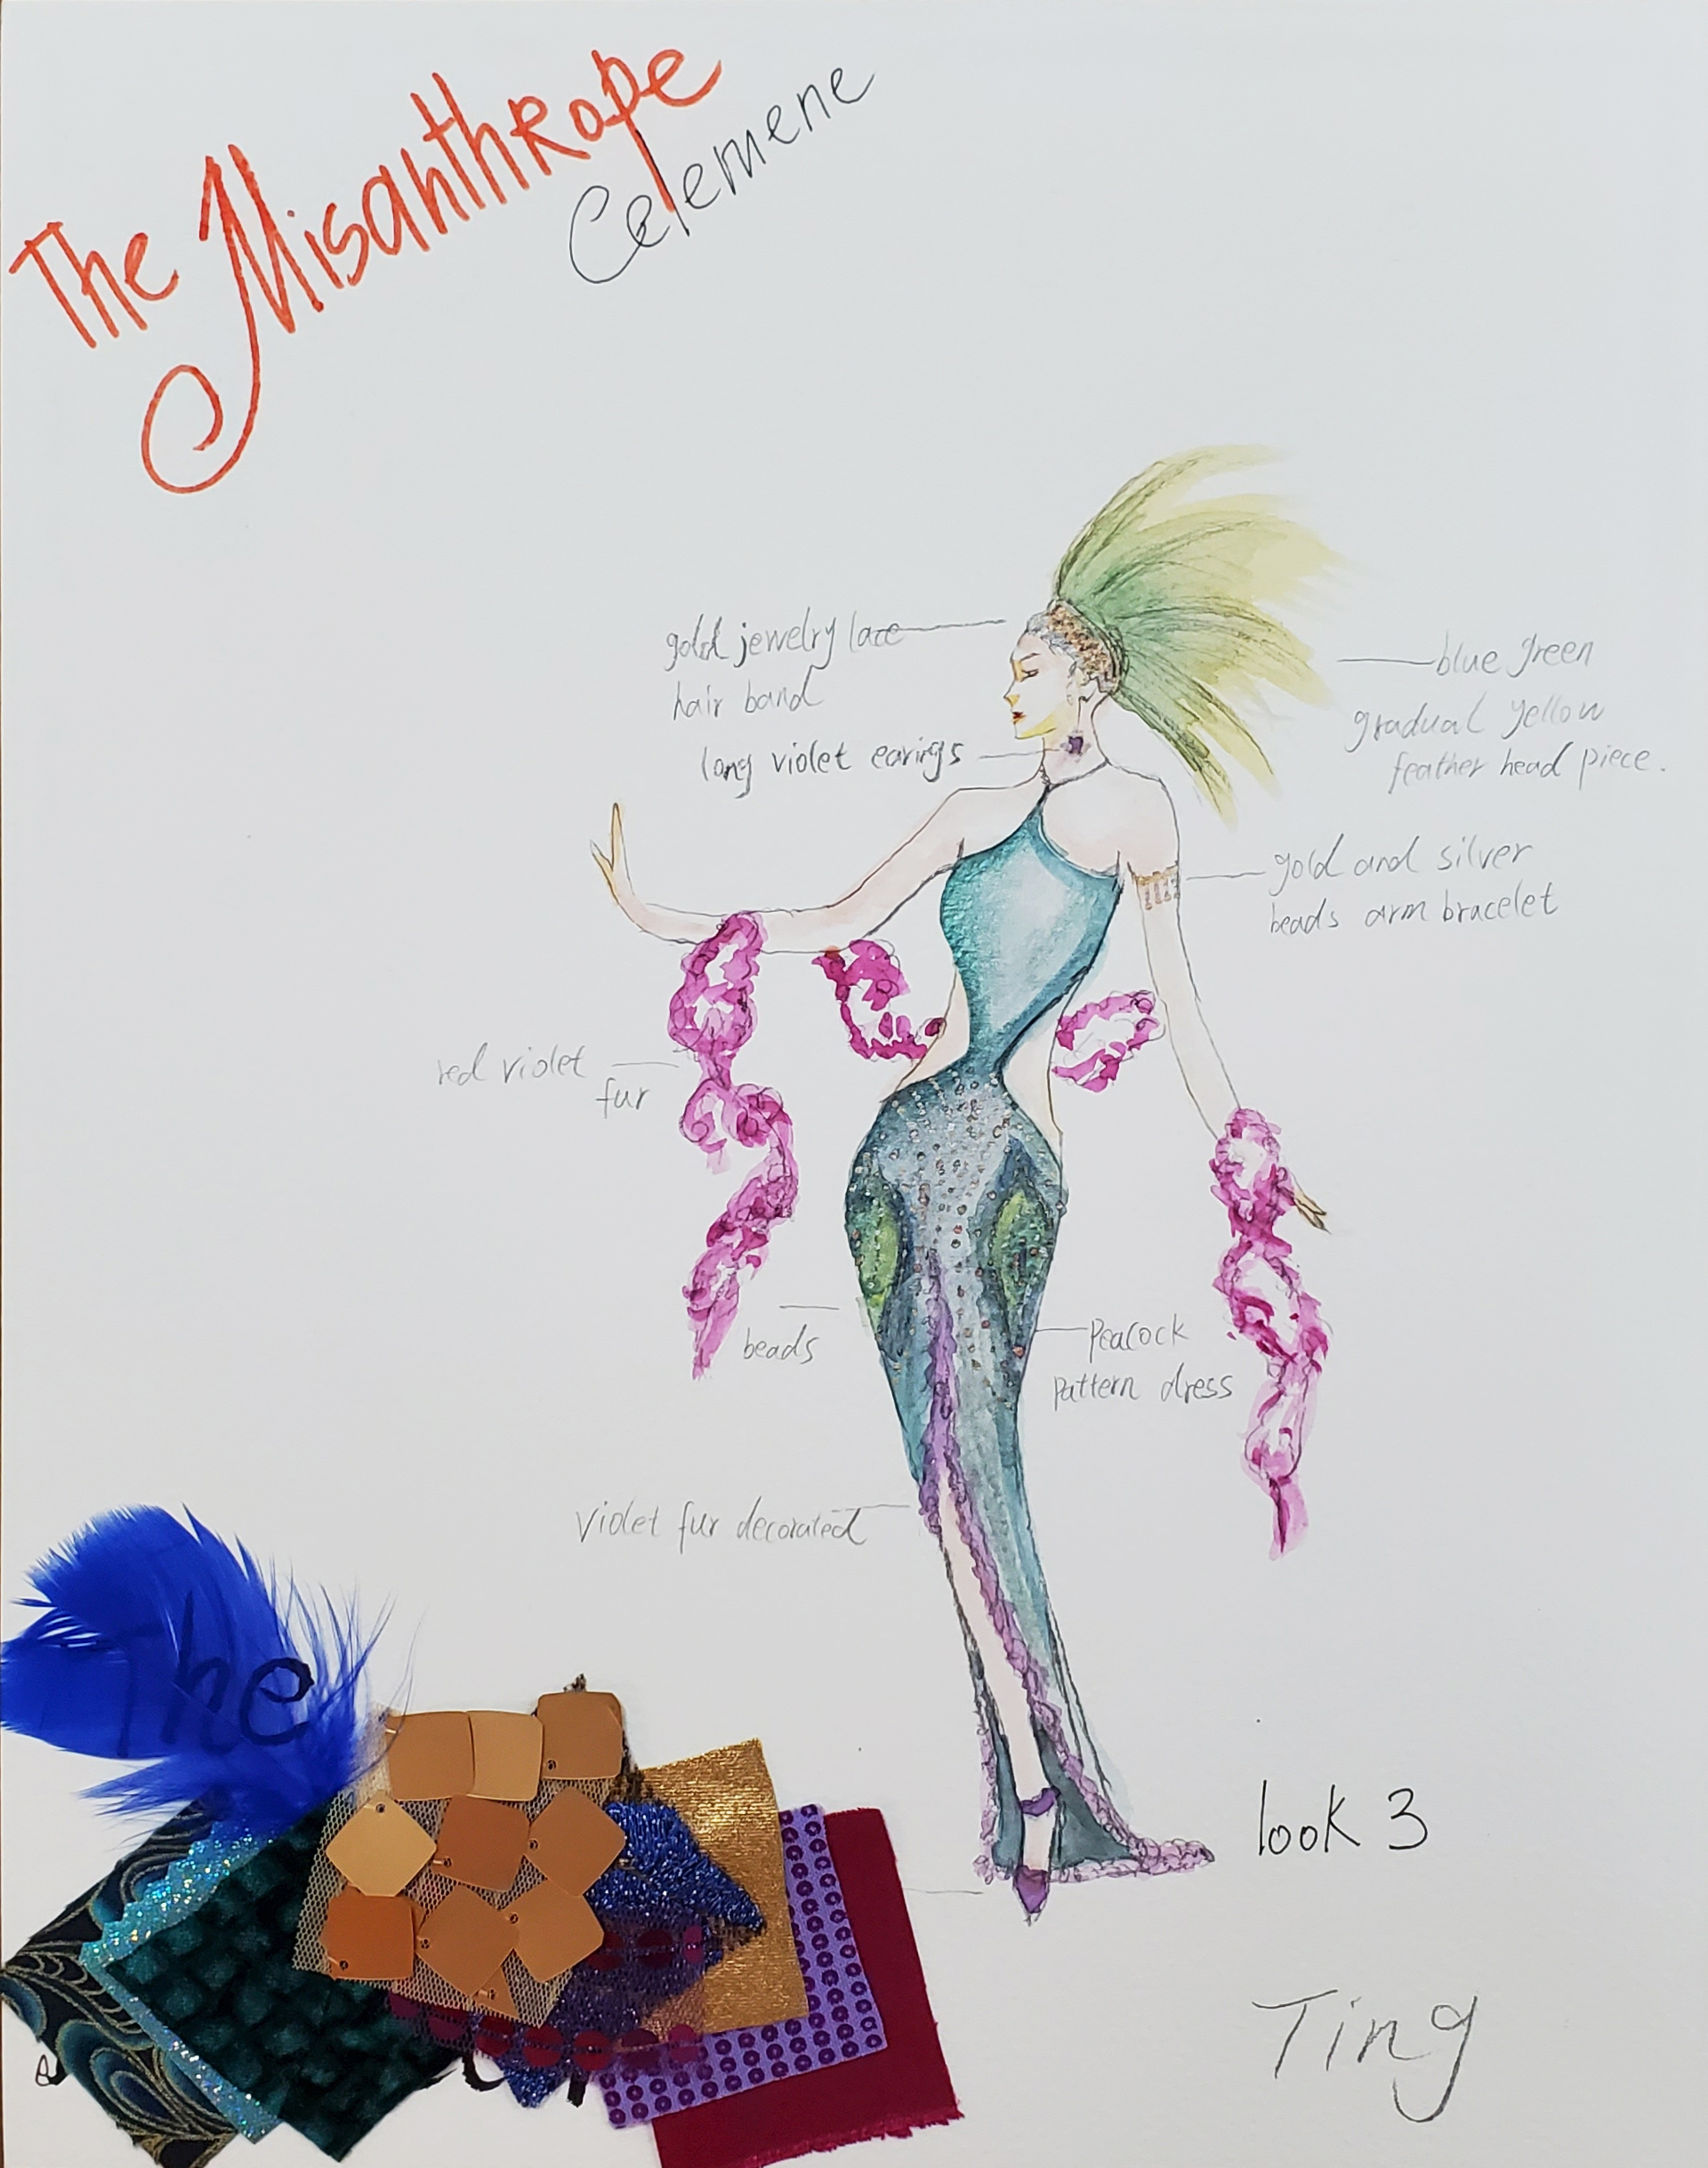 The Misanthrope
Celemene
gold jewelry lace
hair band
long violet earings
blue green
gradual yellow
feather head piece.
gold and silver
beads arm bracelet
red violet
fur
beads
Peacock
pattern dress
violet fur decorated
The
look 3
Ting